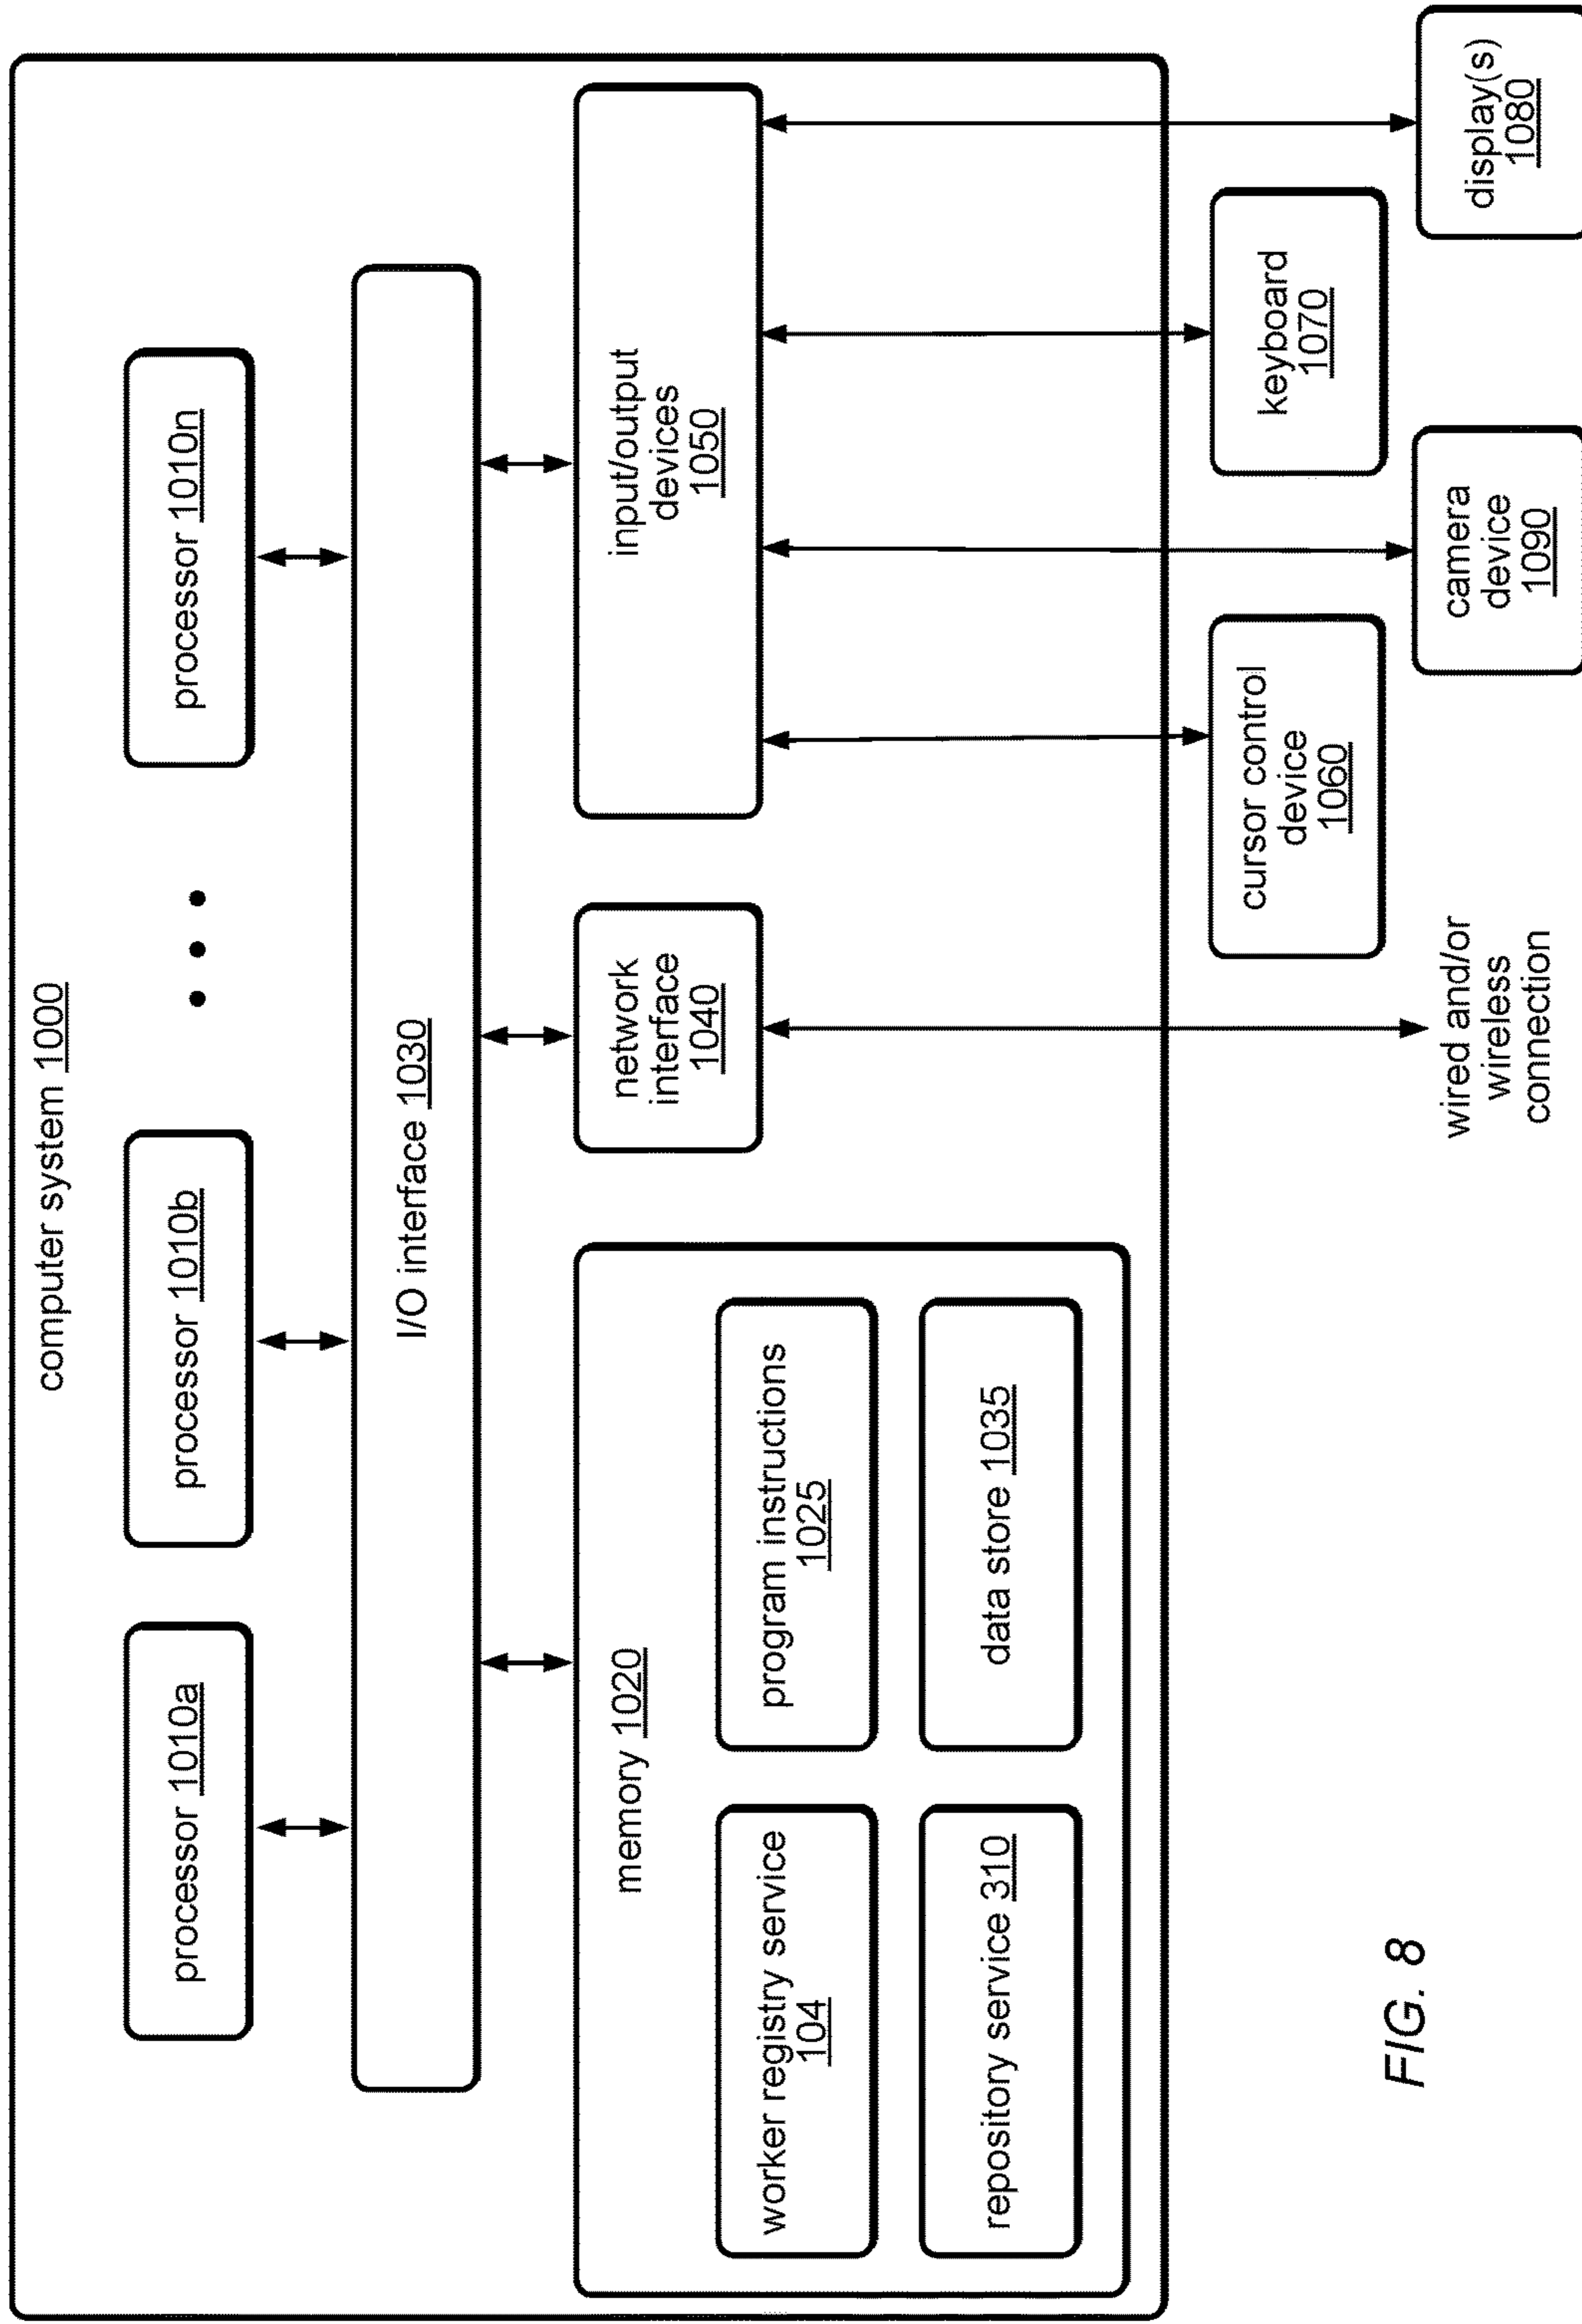 computer system 1000
processor 1010a
processor 1010b
processor 1010n
I/O interface 1030
memory 1020
worker registry service
104
program instructions
1025
repository service 310
data store 1035
network
interface
1040
input/output
devices
1050
wired and/or
wireless
connection
cursor control
device
1060
camera
device
1090
keyboard
1070
display(s)
1080
FIG. 8